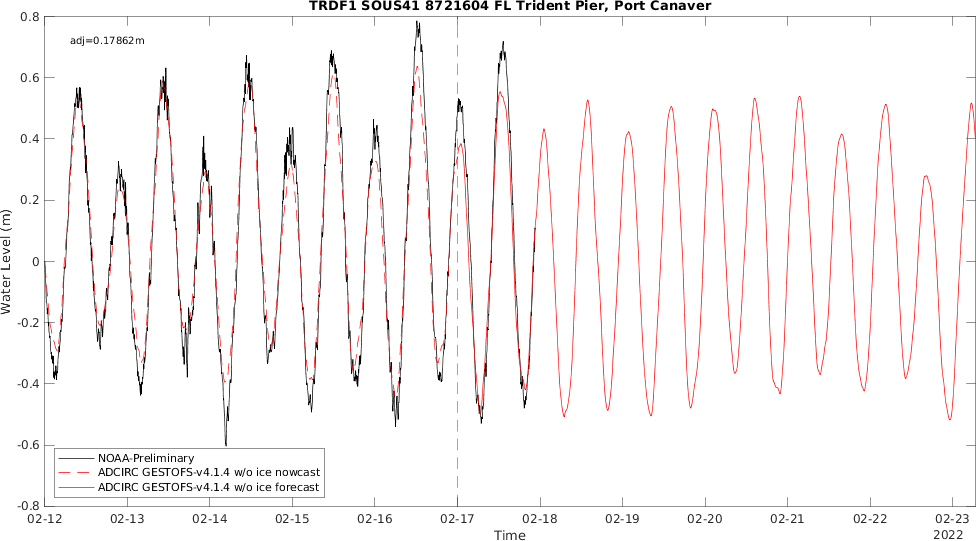 TRDF1 SOUS41 8721604 FL Trident Pier, Port Canaver
adj=0.17862m
0.8
0.6
0.4
0.2
0
-0.2
-0.4
-0.6
-0.8
Water Level (m)
NOAA-Preliminary
ADCIRC GESTOFS-v4.1.4 w/o ice nowcast
ADCIRC GESTOFS-v4.1.4 w/o ice forecast
02-12 02-13 02-14 02-15 02-16 02-17 02-18 02-19 02-20 02-21 02-22 02-23
2022
Time